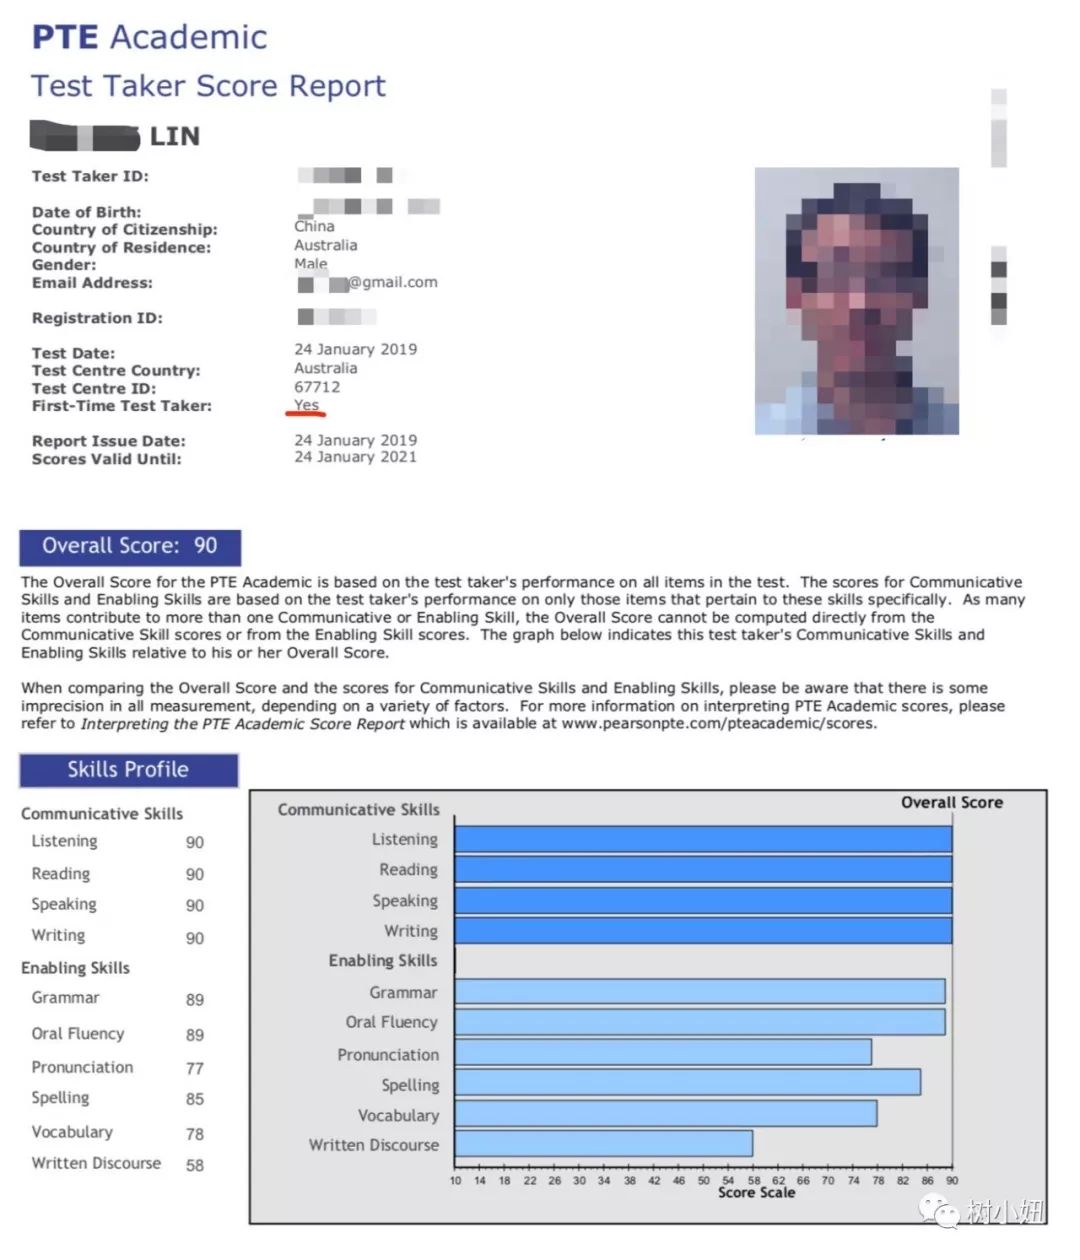 PTE Academic
Test Taker Score Report
LIN
Test Taker ID:
Date of Birth:
Country of Citizenship: China
Country of Residence: Australia
Gender: Male
Email Address: @gmail.com
Registration ID:
Test Date: 24 January 2019
Test Centre Country: Australia
Test Centre ID: 67712
First-Time Test Taker: Yes
Report Issue Date: 24 January 2019
Scores Valid Until: 24 January 2021
Overall Score: 90
The Overall Score for the PTE Academic is based on the test taker's performance on all items in the test. The scores for Communicative
Skills and Enabling Skills are based on the test taker's performance on only those items that pertain to these skills specifically. As many
items contribute to more than one Communicative or Enabling Skill, the Overall Score cannot be computed directly from the
Communicative Skill scores or from the Enabling Skill scores. The graph below indicates this test taker's Communicative Skills and
Enabling Skills relative to his or her Overall Score.
When comparing the Overall Score and the scores for Communicative Skills and Enabling Skills, please be aware that there is some
imprecision in all measurement, depending on a variety of factors. For more information on interpreting PTE Academic scores, please
refer to Interpreting the PTE Academic Score Report which is available at www.pearsonpte.com/pteacademic/scores.
Skills Profile
Communicative Skills
Listening 90
Reading 90
Speaking 90
Writing 90
Enabling Skills
Grammar 89
Oral Fluency 89
Pronunciation 77
Spelling 85
Vocabulary 78
Written Discourse 58
Overall Score
Communicative Skills
Listening
Reading
Speaking
Writing
Enabling Skills
Grammar
Oral Fluency
Pronunciation
Spelling
Vocabulary
Written Discourse
10 14 18 22 26 30 34 38 42 46 50 54 58 62 66 70 74 78 82 86 90
Score Scale
树小妞